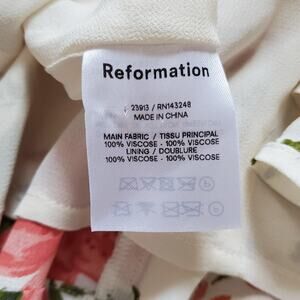 Reformation
23913 / RN143248
MADE IN CHINA
MAIN FABRIC / TISSU PRINCIPAL
100% VISCOSE - 100% VISCOSE
LINING / DOUBLURE
100% VISCOSE - 100% VISCOSE